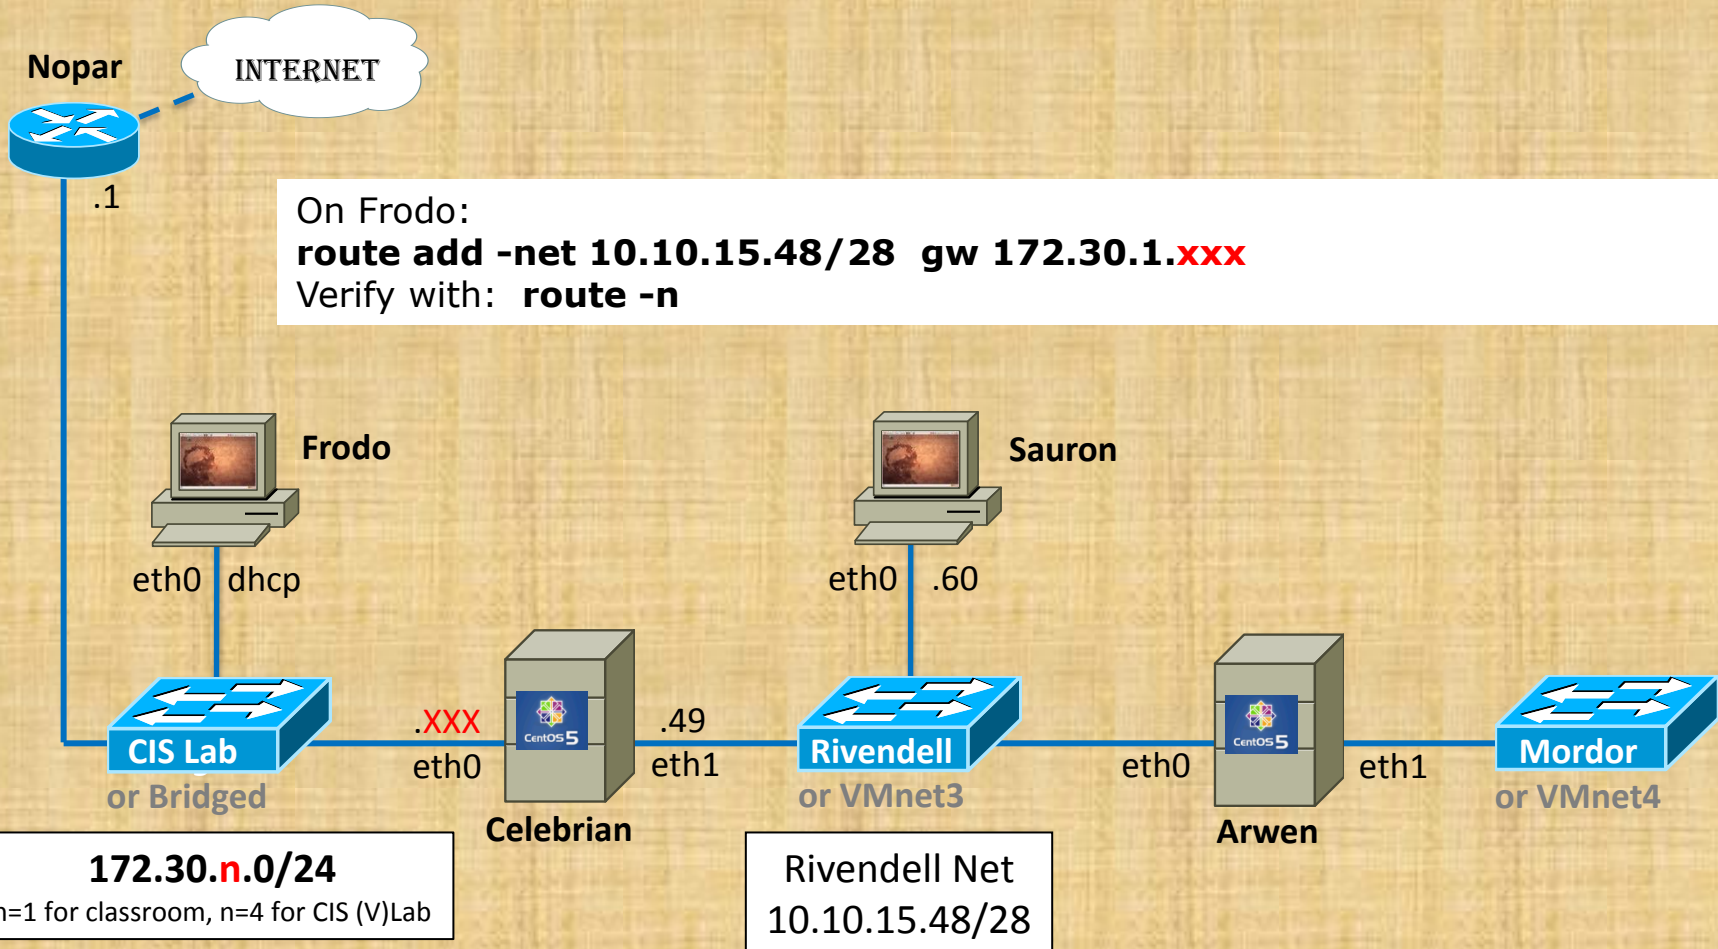 Nopar
INTERNET
.1
On Frodo:
route add -net 10.10.15.48/28 gw 172.30.1.xxx
Verify with: route -n
Frodo
Sauron
eth0 dhcp
eth0 .60
.XXX
eth0
CentOS 5
.49
eth1
CIS Lab
or Bridged
Celebrian
Rivendell
or VMnet3
eth0
CentOS 5
eth1
Arwen
Mordor
or VMnet4
172.30.n.0/24
n=1 for classroom, n=4 for CIS (V)Lab
Rivendell Net
10.10.15.48/28